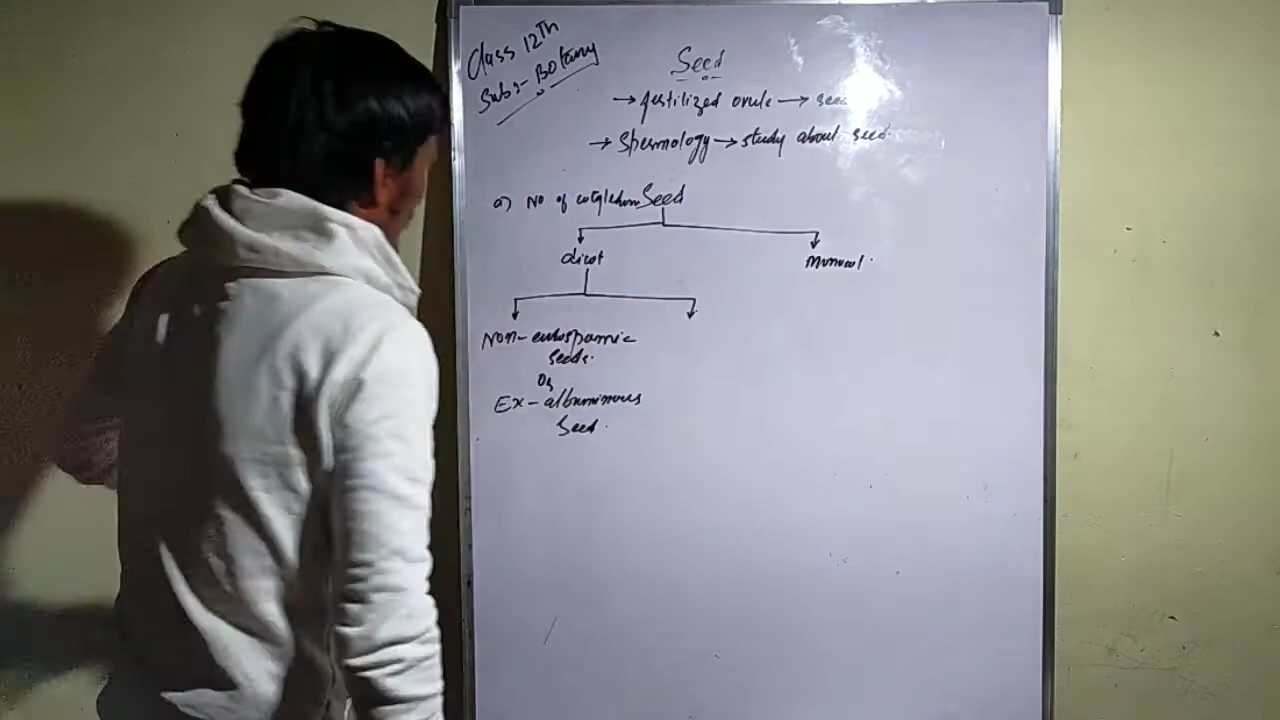 Class 12Th
Sub:- Botany
Seed
→ fertilized ovule → seed
→ Spermology → study about seed.
a) No of cotyledon Seed
dicot
Monocot.
Non-endospamic
seeds.
Or
Ex-albuminous
Seed.